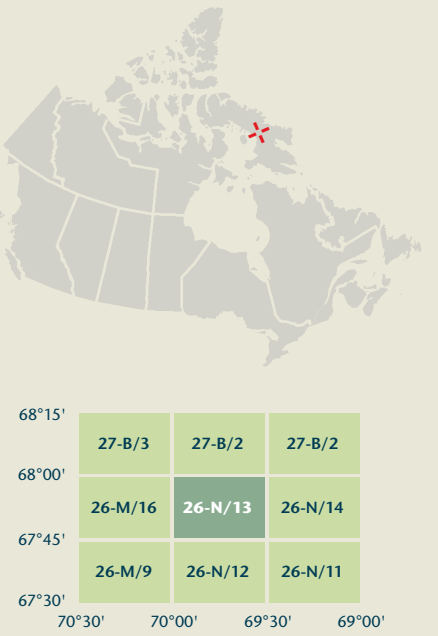 68°15'
27-B/3 27-B/2 27-B/2
68°00'
26-M/16 26-N/13 26-N/14
67°45'
26-M/9 26-N/12 26-N/11
67°30'
70°30' 70°00' 69°30' 69°00'